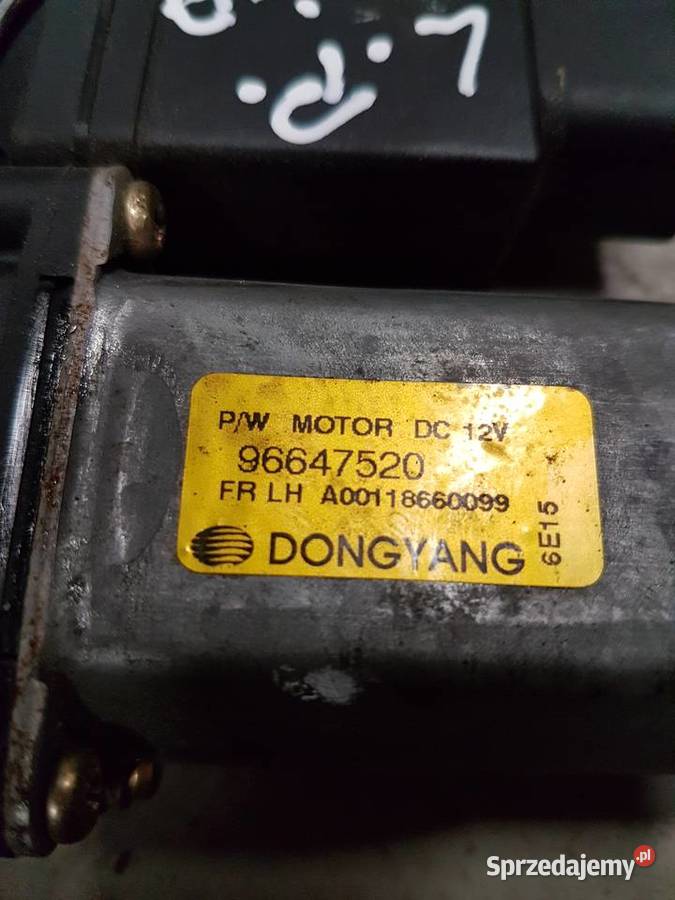 L.P.
P/W MOTOR DC 12V
96647520
FR LH A00118660099
DONGYANG
6E15
Sprzedajemy.pl